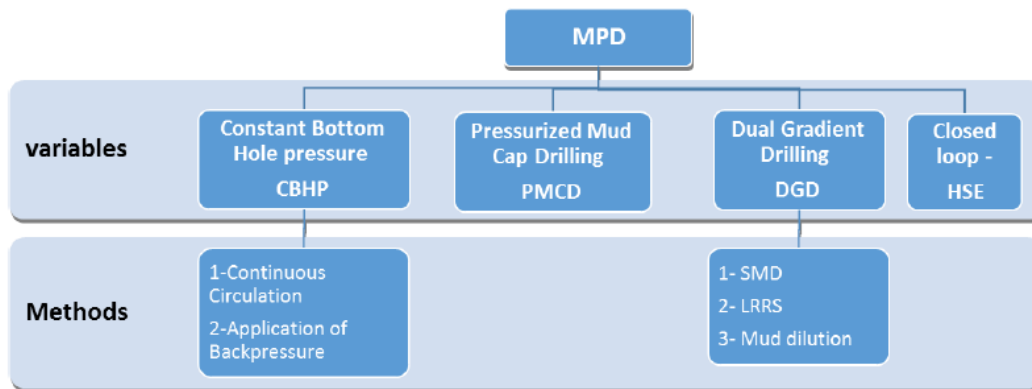 MPD
variables
Constant Bottom
Hole pressure
CBHP
Pressurized Mud
Cap Drilling
PMCD
Dual Gradient
Drilling
DGD
Closed
loop -
HSE
Methods
1-Continuous
Circulation
2-Application of
Backpressure
1- SMD
2- LRRS
3- Mud dilution